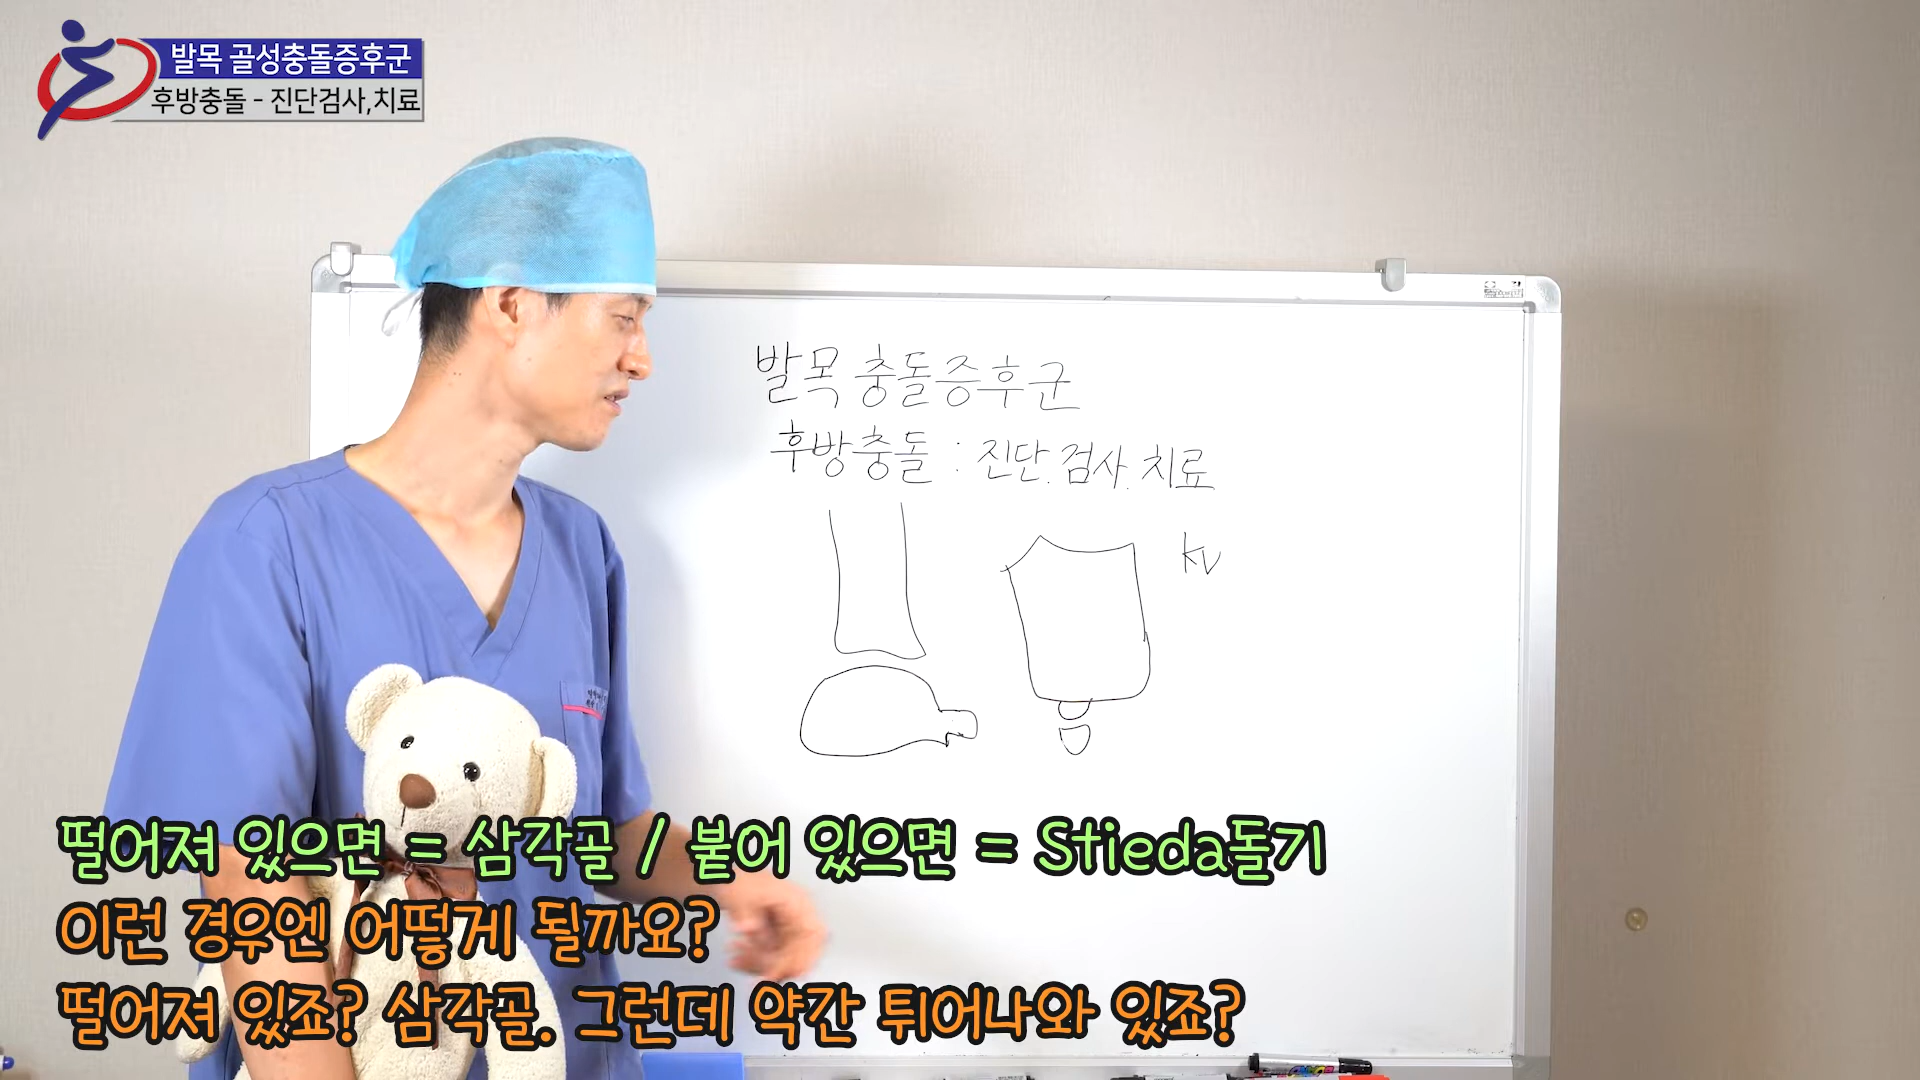 발목 골성충돌증후군
후방충돌 - 진단검사,치료
발목 충돌증후군
후방충돌 : 진단.검사.치료
떨어져 있으면 = 삼각골 / 붙어 있으면 = Stieda돌기
이런 경우엔 어떻게 될까요?
떨어져 있죠? 삼각골. 그런데 약간 튀어나와 있죠?